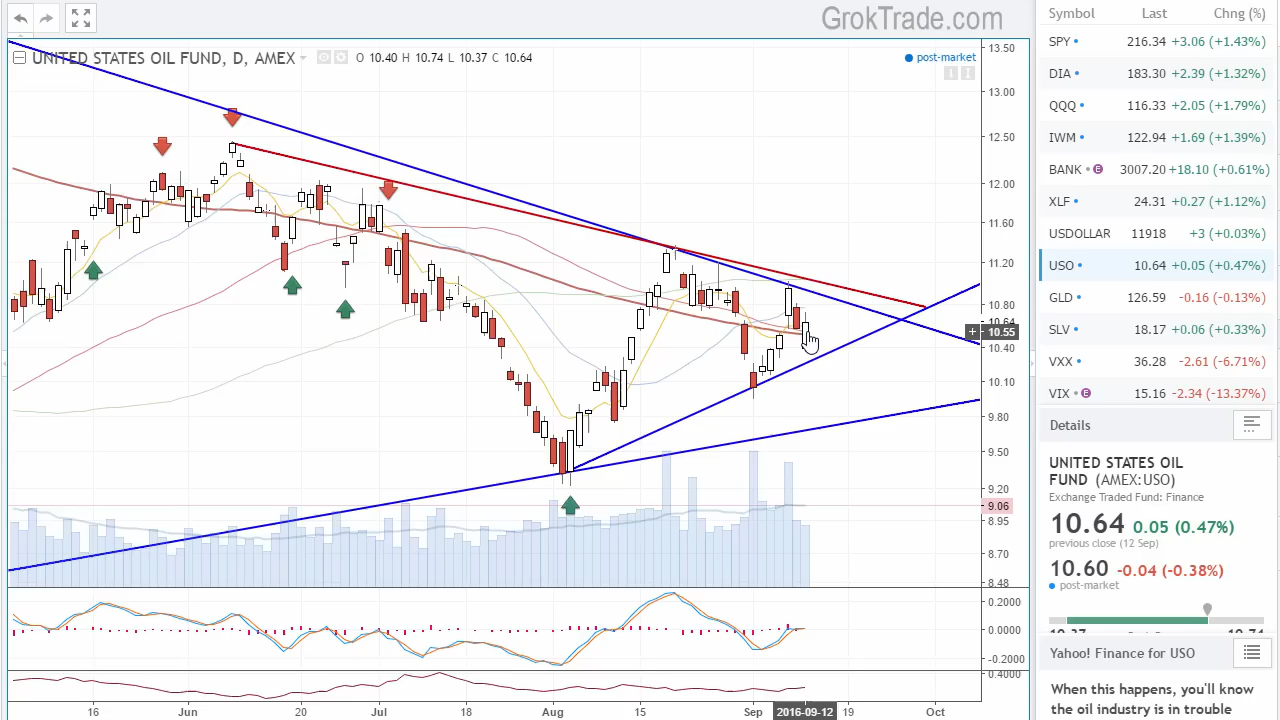 GrokTrade.com
UNITED STATES OIL FUND, D, AMEX O 10.40 H 10.74 L 10.37 C 10.64
post-market
13.50
13.00
12.50
12.00
11.60
11.20
10.80
10.55
10.40
10.10
9.80
9.50
9.20
9.06
8.95
8.70
8.48
0.2000
0.0000
-0.2000
0.4000
16 Jun 20 Jul 18 Aug 15 Sep 2016-09-12 19 Oct
Symbol Last Chng (%)
SPY 216.34 +3.06 (+1.43%)
DIA 183.30 +2.39 (+1.32%)
QQQ 116.33 +2.05 (+1.79%)
IWM 122.94 +1.69 (+1.39%)
BANK E 3007.20 +18.10 (+0.61%)
XLF 24.31 +0.27 (+1.12%)
USDOLLAR 11918 +3 (+0.03%)
USO 10.64 +0.05 (+0.47%)
GLD 126.59 -0.16 (-0.13%)
SLV 18.17 +0.06 (+0.33%)
VXX 36.28 -2.61 (-6.71%)
VIX E 15.16 -2.34 (-13.37%)
Details
UNITED STATES OIL
FUND (AMEX:USO)
Exchange Traded Fund: Finance
10.64 0.05 (0.47%)
previous close (12 Sep)
10.60 -0.04 (-0.38%)
post-market
Yahoo! Finance for USO
When this happens, you'll know
the oil industry is in trouble